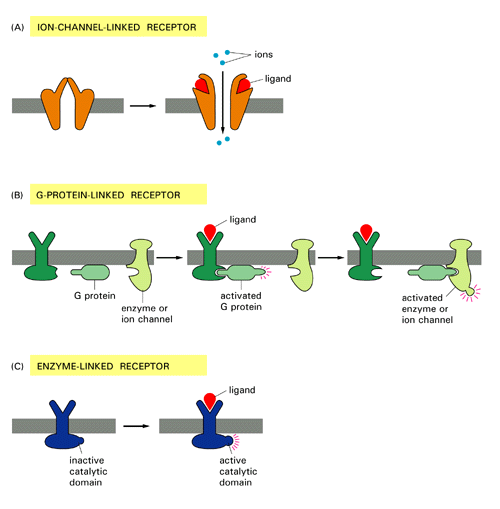 (A) ION-CHANNEL-LINKED RECEPTOR
ions
ligand
(B) G-PROTEIN-LINKED RECEPTOR
ligand
G protein
enzyme or
ion channel
activated
G protein
activated
enzyme or
ion channel
(C) ENZYME-LINKED RECEPTOR
ligand
inactive
catalytic
domain
active
catalytic
domain